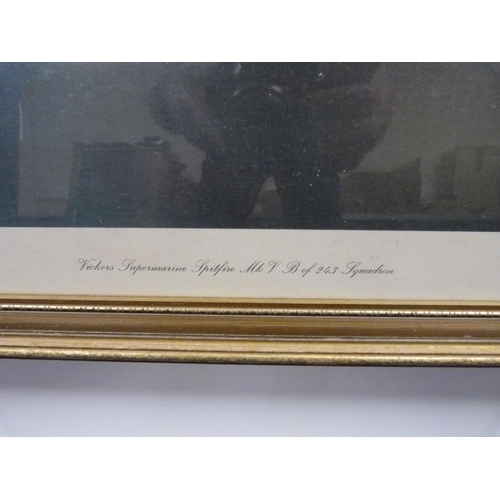 Vickers Supermarine Spitfire Mk V B of 243 Squadron